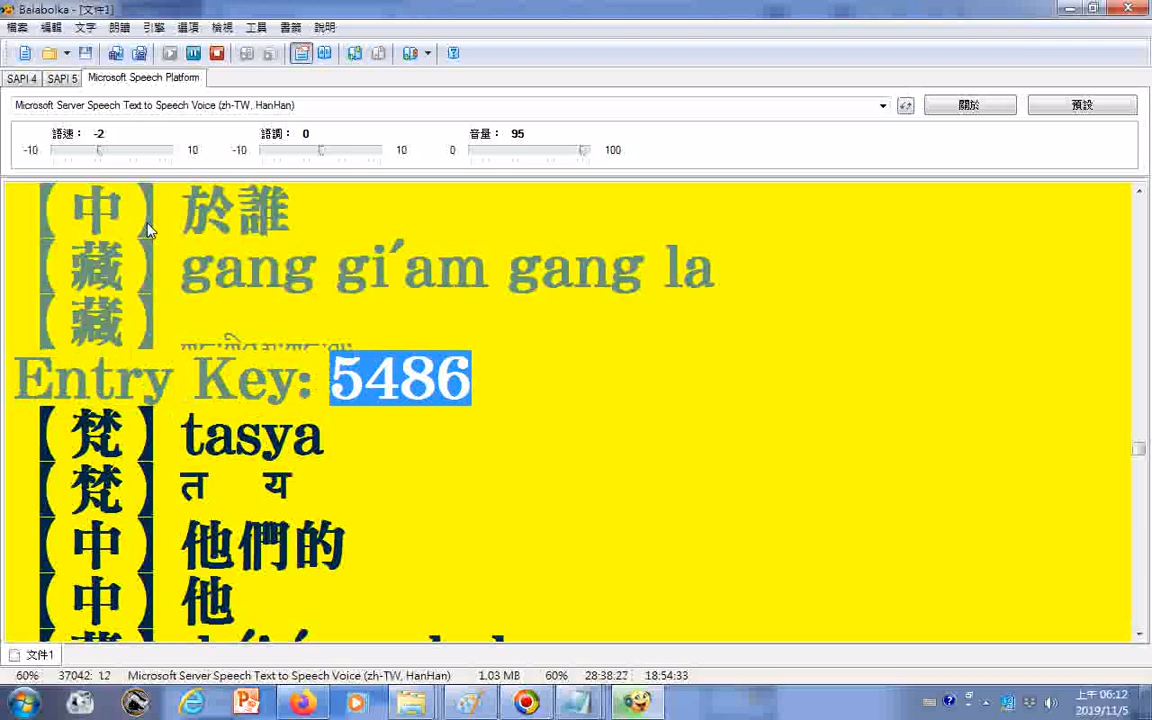 Balabolka - [文件1]
檔案 編輯 文字 朗讀 引擎 選項 檢視 工具 書籤 說明
SAPI 4 SAPI 5 Microsoft Speech Platform
Microsoft Server Speech Text to Speech Voice (zh-TW, HanHan) 關於 預設
語速： -2 語調： 0 音量： 95
-10 10 -10 10 0 100
【中】 於誰
【藏】 gang gi´am gang la
【藏】
Entry Key: 5486
【梵】 tasya
【梵】 त य
【中】 他們的
【中】 他
文件1
60% 37042: 12 Microsoft Server Speech Text to Speech Voice (zh-TW, HanHan) 1.03 MB 60% 28:38:27 18:54:33
上午 06:12
2019/11/5